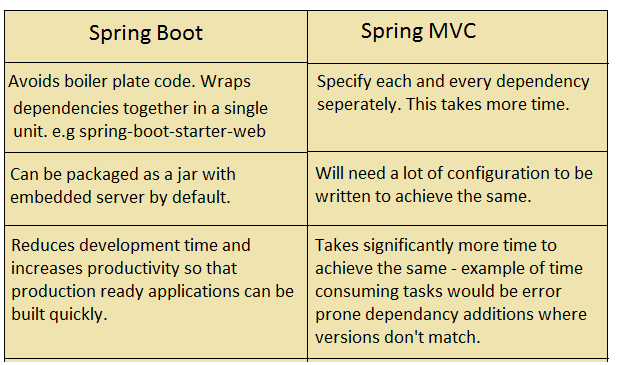 Spring Boot
Spring MVC
Avoids boiler plate code. Wraps
dependencies together in a single
unit. e.g spring-boot-starter-web
Specify each and every dependency
seperately. This takes more time.
Can be packaged as a jar with
embedded server by default.
Will need a lot of configuration to be
written to achieve the same.
Reduces development time and
increases productivity so that
production ready applications can be
built quickly.
Takes significantly more time to
achieve the same - example of time
consuming tasks would be error
prone dependancy additions where
versions don't match.